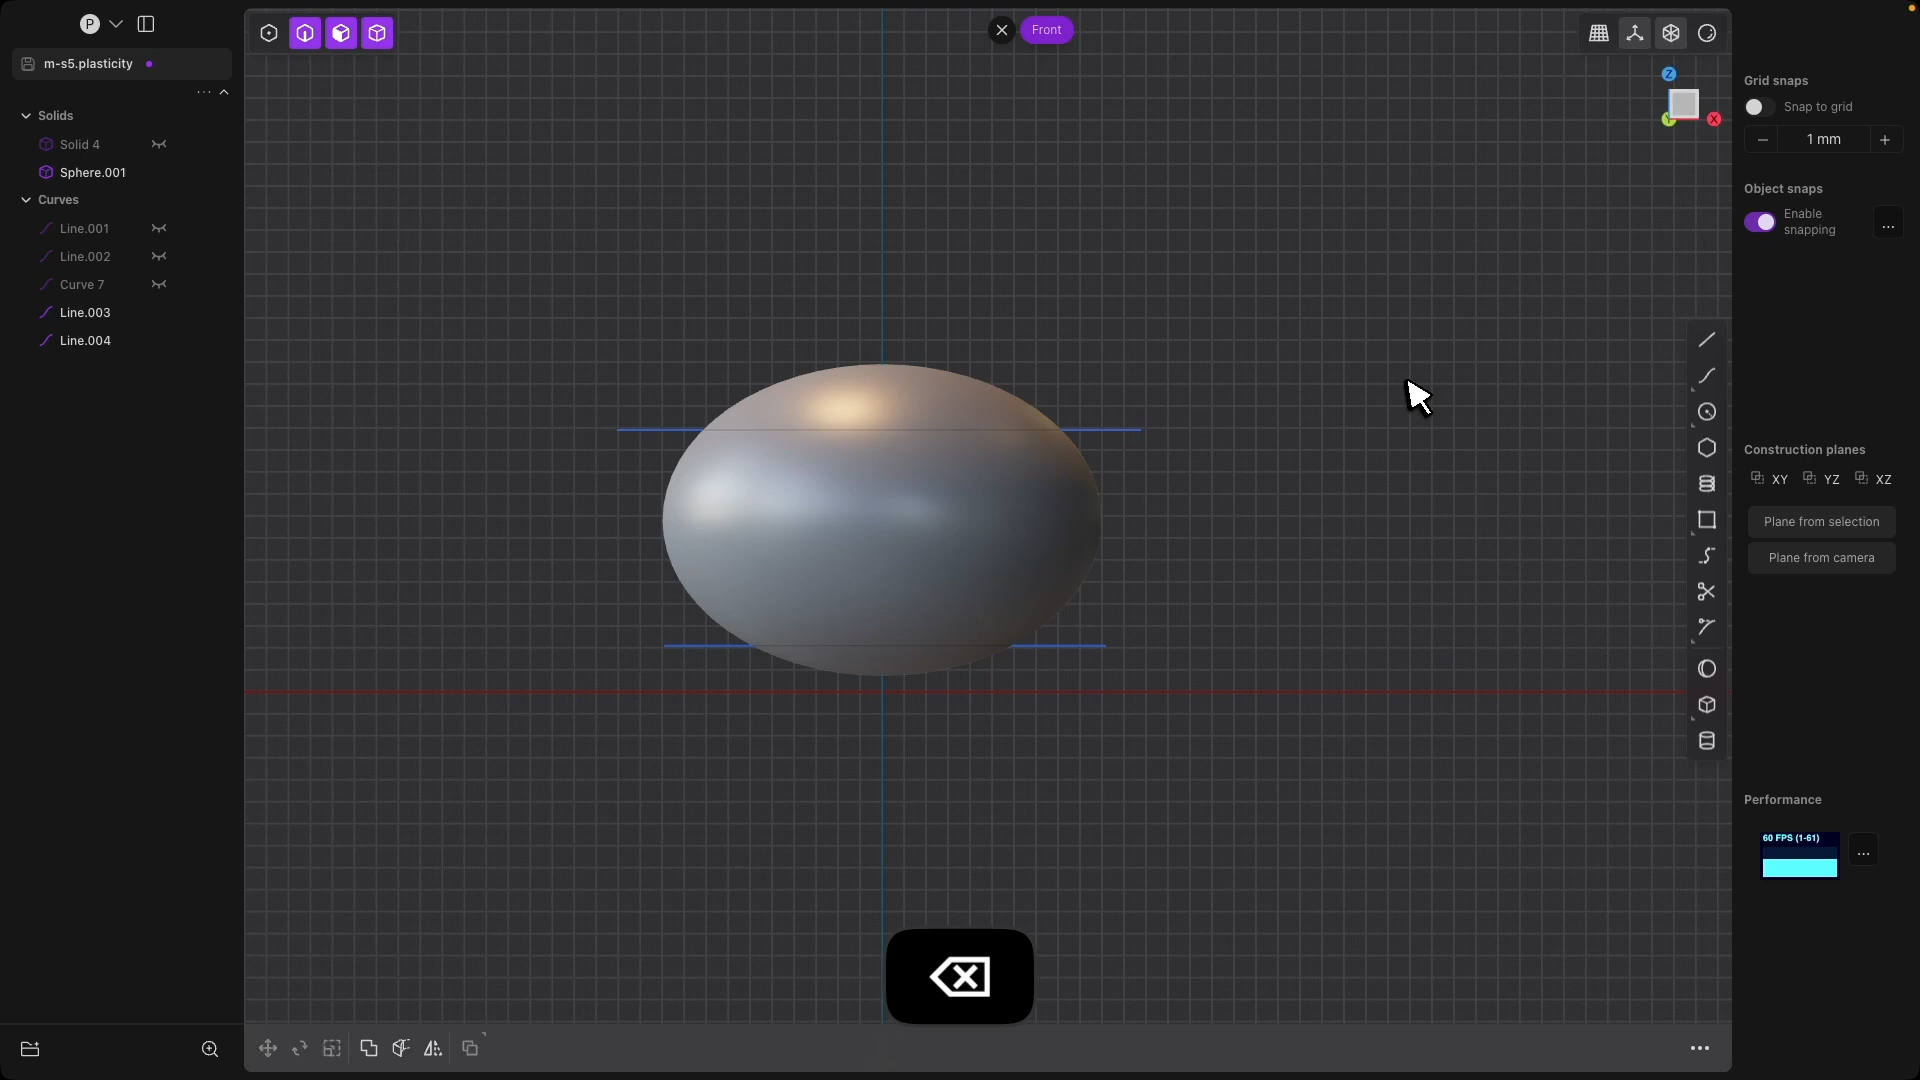 P
m-s5.plasticity
Solids
Solid 4
Sphere.001
Curves
Line.001
Line.002
Curve 7
Line.003
Line.004
Front
Z
Y
X
Grid snaps
Snap to grid
1 mm
Object snaps
Enable
snapping
...
Construction planes
XY YZ XZ
Plane from selection
Plane from camera
Performance
60 FPS (1-61)
...